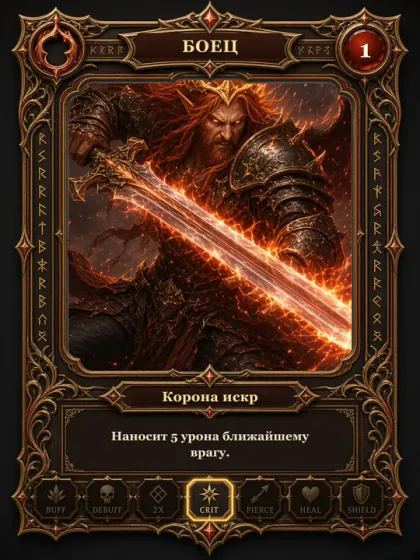 БОЕЦ
1
Корона искр
Наносит 5 урона ближайшему
врагу.
BUFF DEBUFF 2X CRIT PIERCE HEAL SHIELD